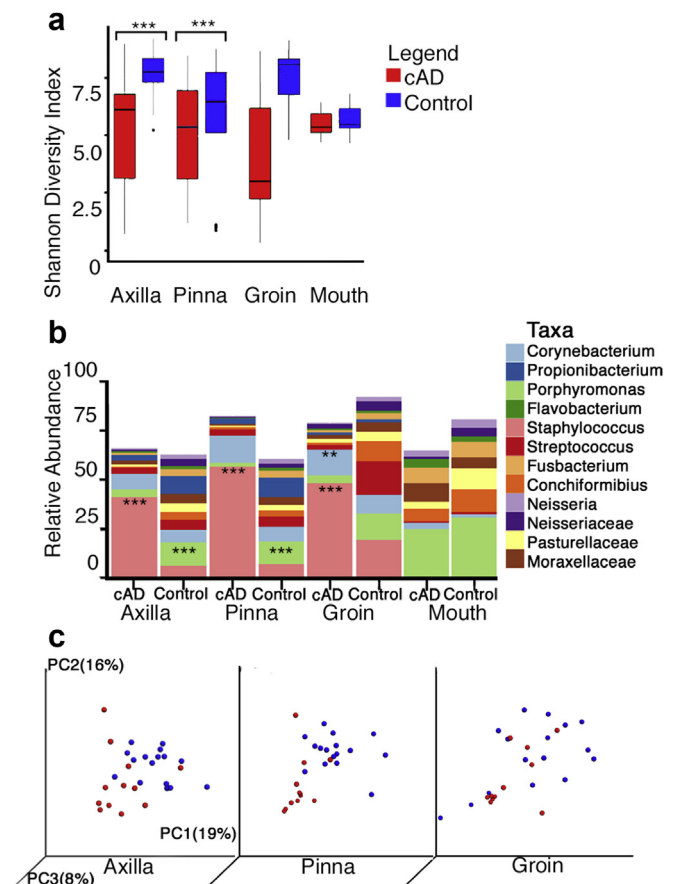 a
*** ***
Legend
cAD
Control
Shannon Diversity Index
7.5
5.0
2.5
0
Axilla Pinna Groin Mouth
b
Taxa
Corynebacterium
Propionibacterium
Porphyromonas
Flavobacterium
Staphylococcus
Streptococcus
Fusbacterium
Conchiformibius
Neisseria
Neisseriaceae
Pasturellaceae
Moraxellaceae
Relative Abundance
100
75
50
25
0
*** *** *** *** ** ***
cAD Control cAD Control cAD Control cAD Control
Axilla Pinna Groin Mouth
c
PC2(16%)
PC1(19%)
PC3(8%)
Axilla Pinna Groin